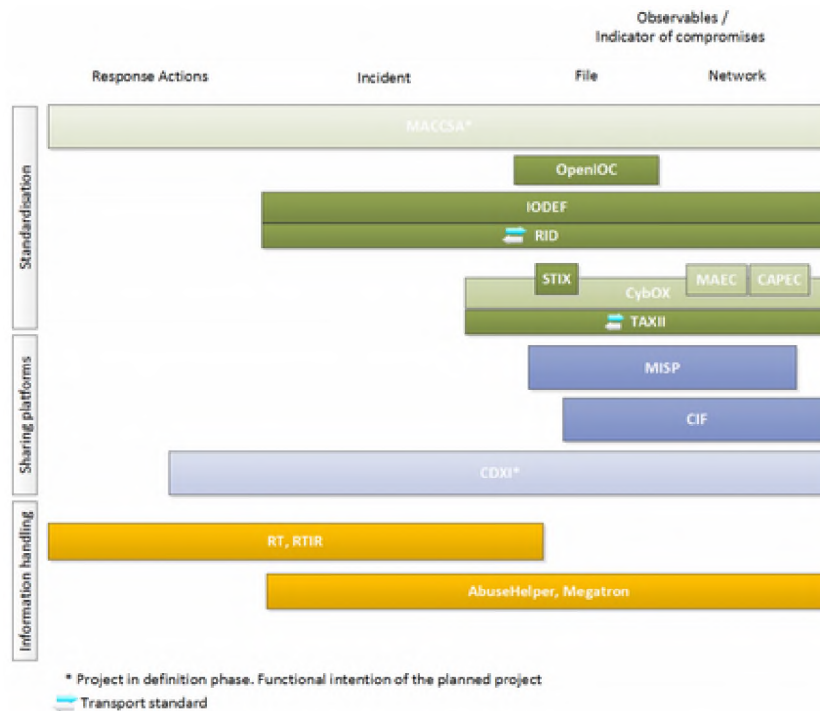 Observables /
Indicator of compromises
Response Actions
Incident
File
Network
Standardisation
MACCSA*
OpenIOC
IODEF
RID
STIX
MAEC
CAPEC
CybOX
TAXII
Sharing platforms
MISP
CIF
CDXI*
Information handling
RT, RTIR
AbuseHelper, Megatron
* Project in definition phase. Functional intention of the planned project
Transport standard